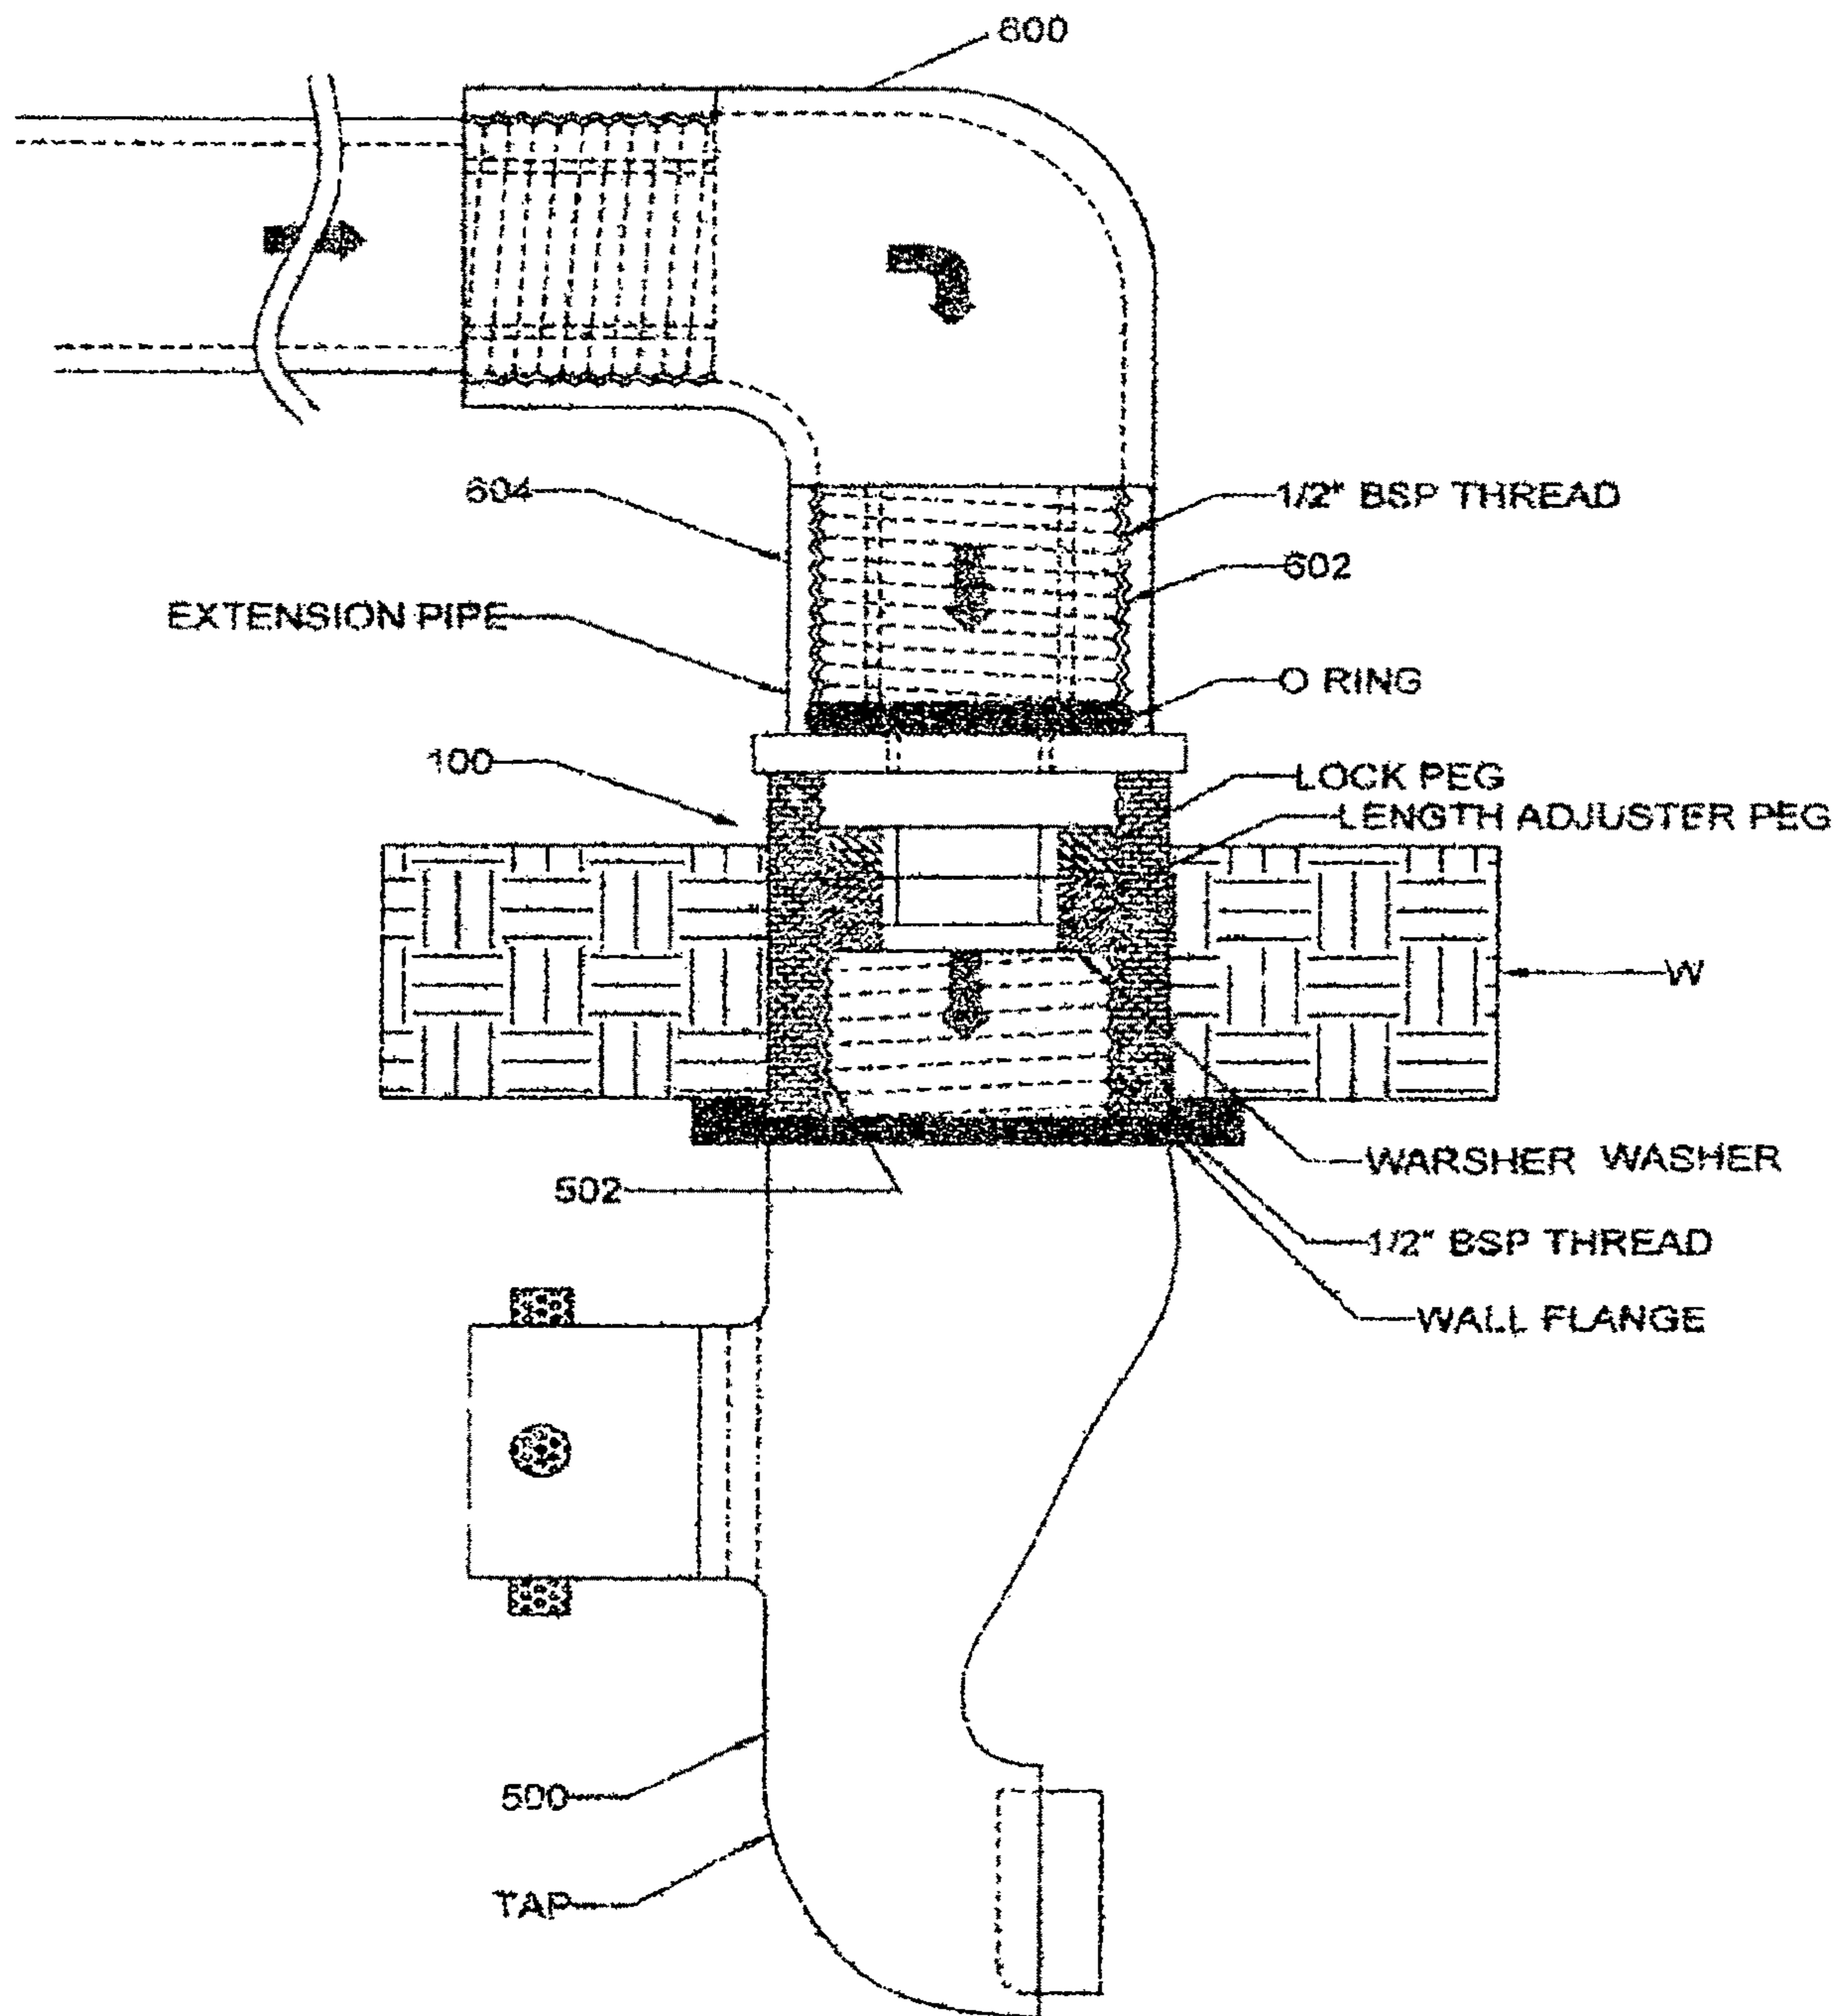 600
604
1/2" BSP THREAD
602
EXTENSION PIPE
O RING
100
LOCK PEG
LENGTH ADJUSTER PEG
W
WARSHER WASHER
502
1/2" BSP THREAD
WALL FLANGE
500
TAP